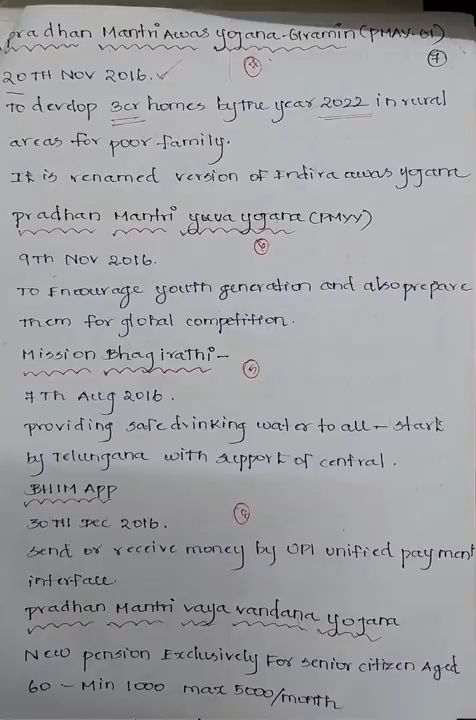 pradhan Mantri Awas yojana-Gramin (PMAY-G)
7
20TH NOV 2016. ✓
To devdop 3cr homes by the year 2022 in rural
areas for poor family.
It is renamed version of Indira awas yojana
pradhan Mantri yuva yojana (PMYY)
9TH NOV 2016.
To Encourage youth generation and also prepare
them for global competition.
Mission Bhagirathi -
7TH Aug 2016.
providing safe drinking water to all - start
by Telungana with support of central.
BHIM APP
30TH DEC 2016.
send or receive money by UPI unified payment
interface.
pradhan Mantri vaya vandana yojana
New pension Exclusively For senior citizen Aged
60 - Min 1000 max 5000/month